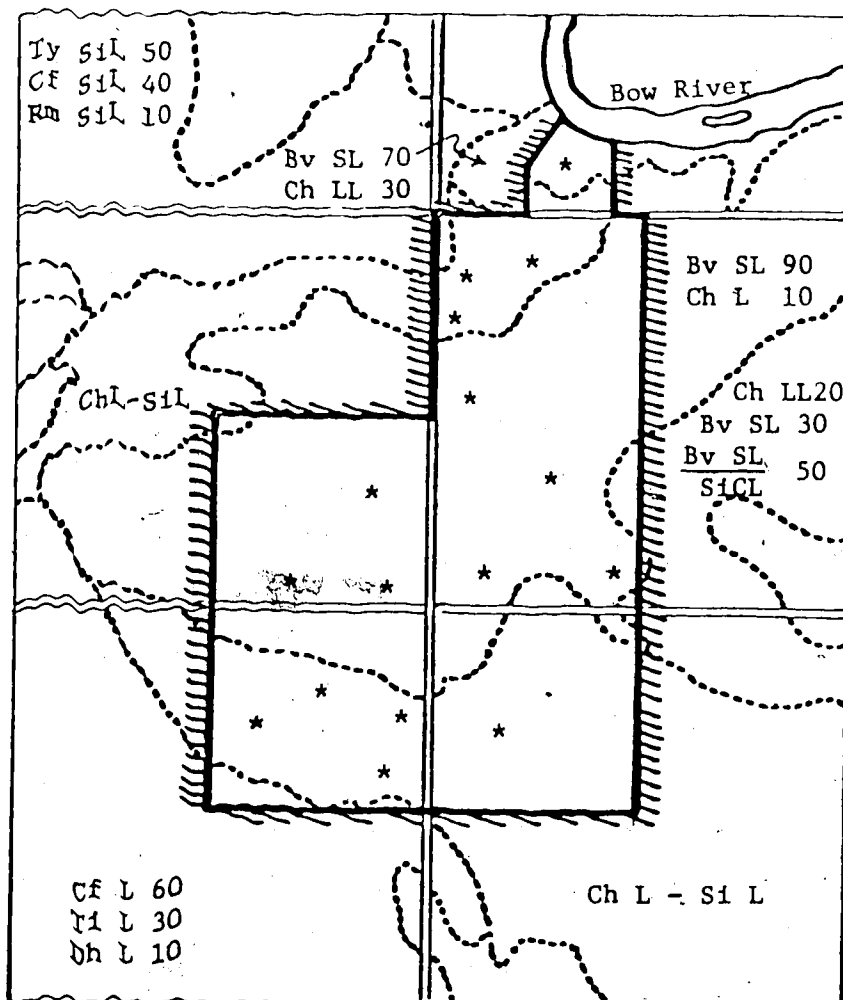 Ty SiL 50
Cf SiL 40
Rm SiL 10
Bow River
Bv SL 70
Ch LL 30
Bv SL 90
Ch L 10
ChL-SiL
Ch LL20
Bv SL 30
Bv SL 50
SiCL
Cf L 60
Ti L 30
Dh L 10
Ch L - Si L